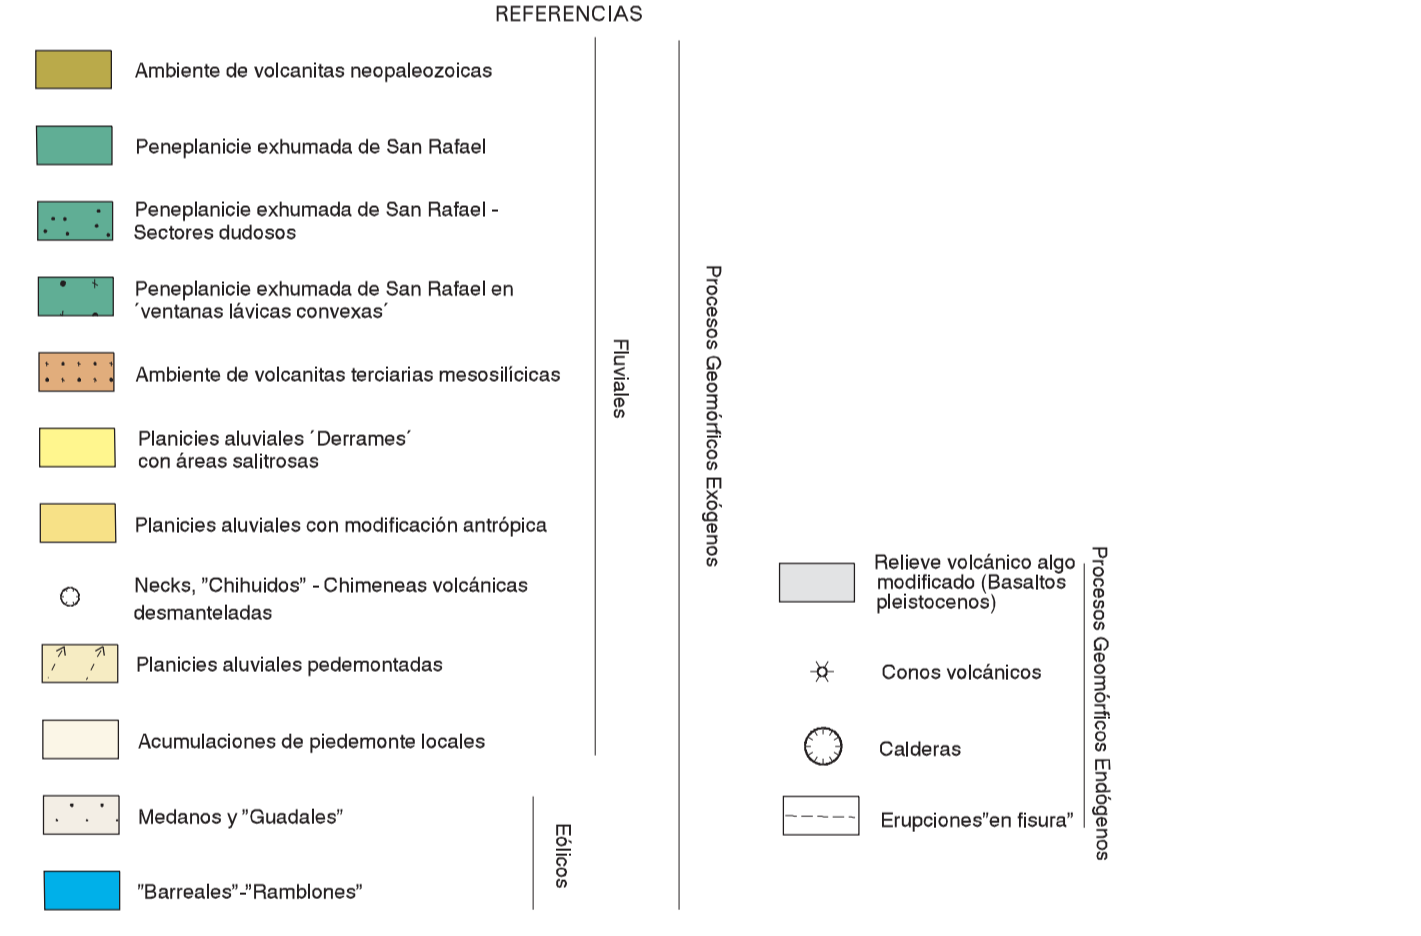 REFERENCIAS
Ambiente de volcanitas neopaleozoicas
Peneplanicie exhumada de San Rafael
Peneplanicie exhumada de San Rafael -
Sectores dudosos
Peneplanicie exhumada de San Rafael en
´ventanas lávicas convexas´
Ambiente de volcanitas terciarias mesosilícicas
Planicies aluviales ´Derrames´
con áreas salitrosas
Planicies aluviales con modificación antrópica
Necks, ”Chihuidos” - Chimeneas volcánicas
desmanteladas
Planicies aluviales pedemontadas
Acumulaciones de piedemonte locales
Medanos y ”Guadales”
”Barreales”-”Ramblones”
Fluviales
Eólicos
Procesos Geomórficos Exógenos
Relieve volcánico algo
modificado (Basaltos
pleistocenos)
Conos volcánicos
Calderas
Erupciones”en fisura”
Procesos Geomórficos Endógenos